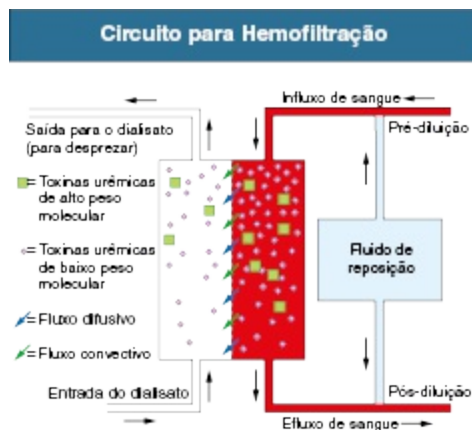 Circuito para Hemofiltração
Influxo de sangue
Saída para o dialisato
(para desprezar)
Pré-diluição
= Toxinas urêmicas
de alto peso
molecular
= Toxinas urêmicas
de baixo peso
molecular
Fluido de
reposição
= Fluxo difusivo
= Fluxo convectivo
Entrada do dialisato
Pós-diluição
Efluxo de sangue